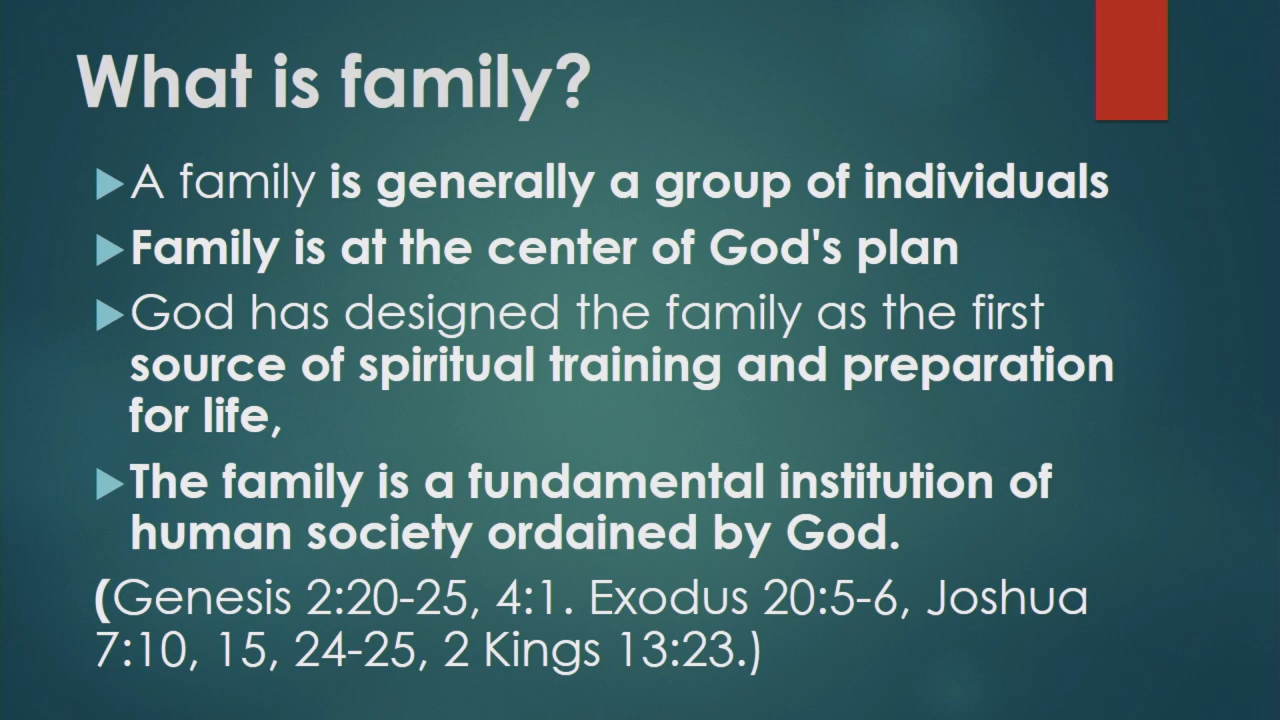 What is family?
A family is generally a group of individuals
Family is at the center of God's plan
God has designed the family as the first
source of spiritual training and preparation
for life,
The family is a fundamental institution of
human society ordained by God.
(Genesis 2:20-25, 4:1. Exodus 20:5-6, Joshua
7:10, 15, 24-25, 2 Kings 13:23.)